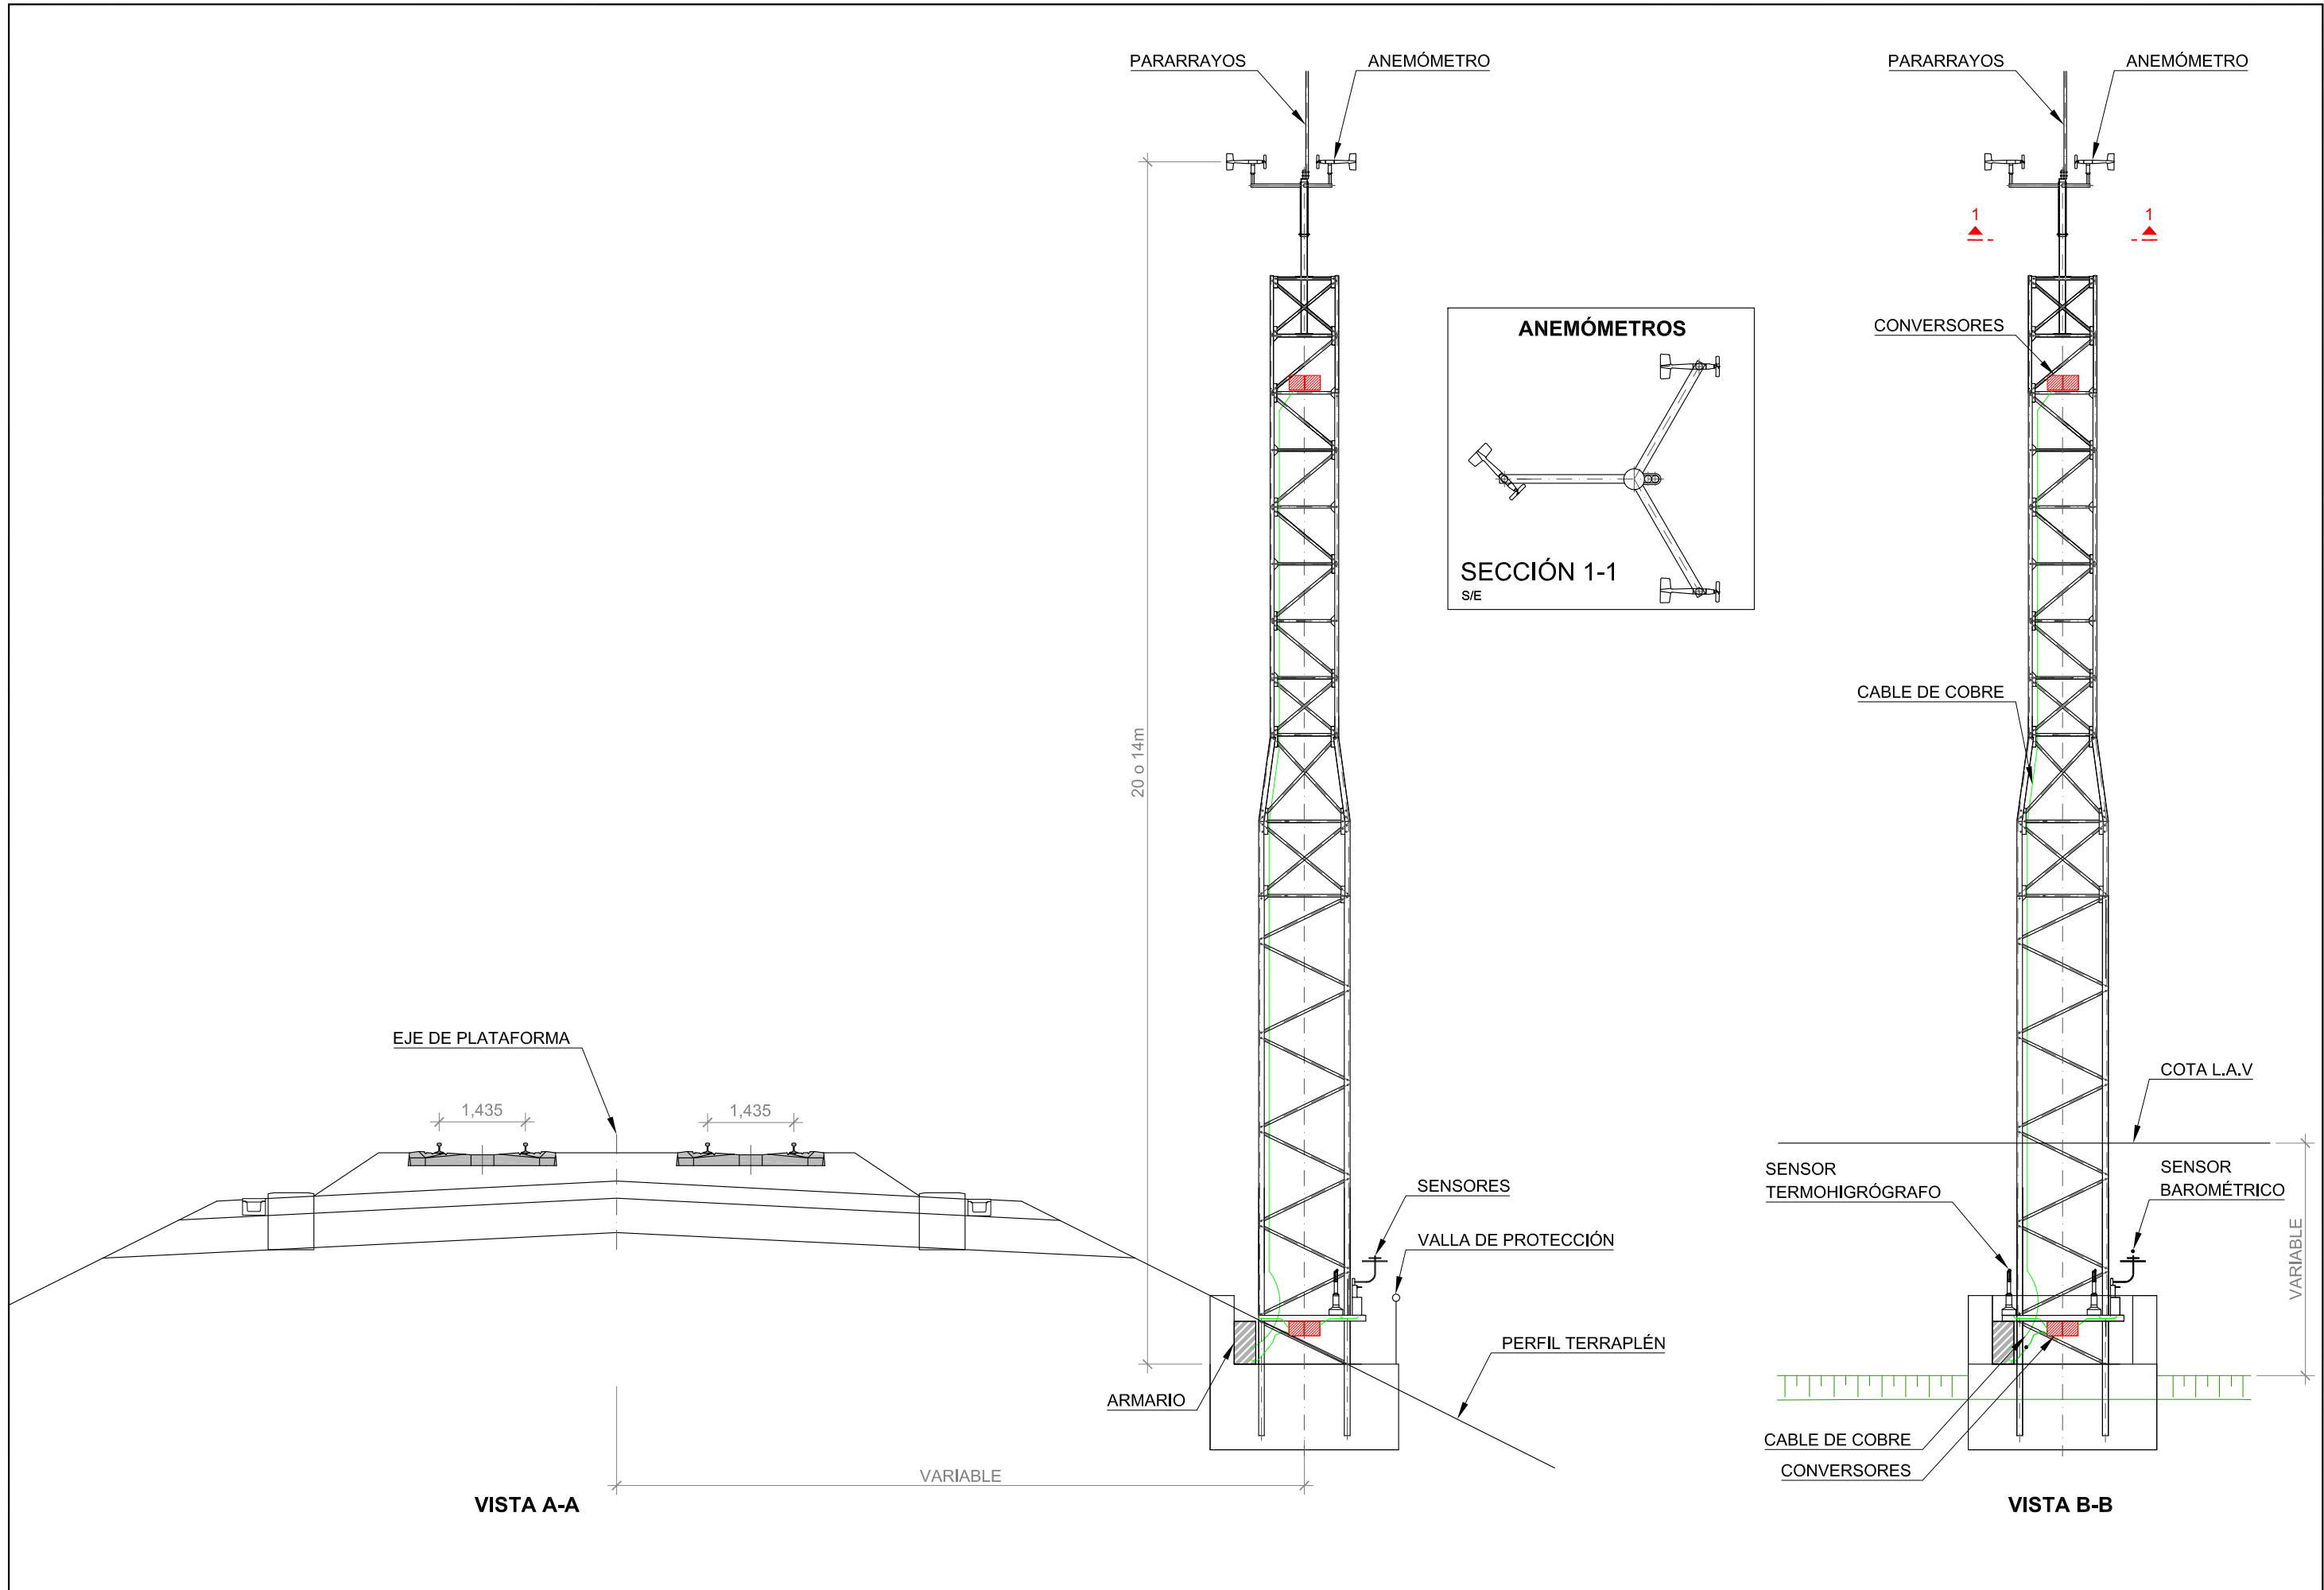 PARARRAYOS
ANEMÓMETRO
PARARRAYOS
ANEMÓMETRO
1
1
ANEMÓMETROS
CONVERSORES
SECCIÓN 1-1
S/E
CABLE DE COBRE
20 o 14m
EJE DE PLATAFORMA
1,435
1,435
COTA L.A.V
SENSORES
SENSOR
TERMOHIGRÓGRAFO
SENSOR
BAROMÉTRICO
VALLA DE PROTECCIÓN
VARIABLE
PERFIL TERRAPLÉN
ARMARIO
CABLE DE COBRE
CONVERSORES
VARIABLE
VISTA A-A
VISTA B-B